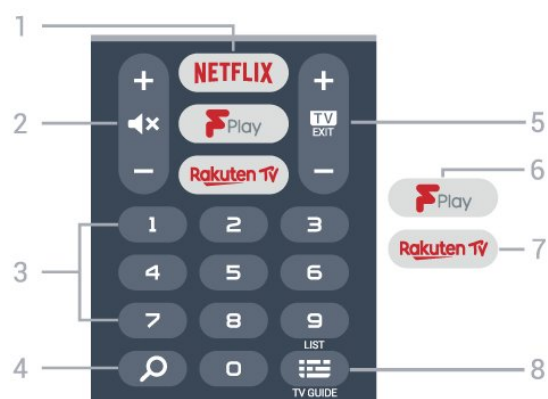 1
+ NETFLIX +
2 Play TV EXIT 5
− Rakuten TV −
6
Play
1 2 3
Rakuten TV 7
3
4 5 6
7 8 9
LIST
4 0 8
TV GUIDE